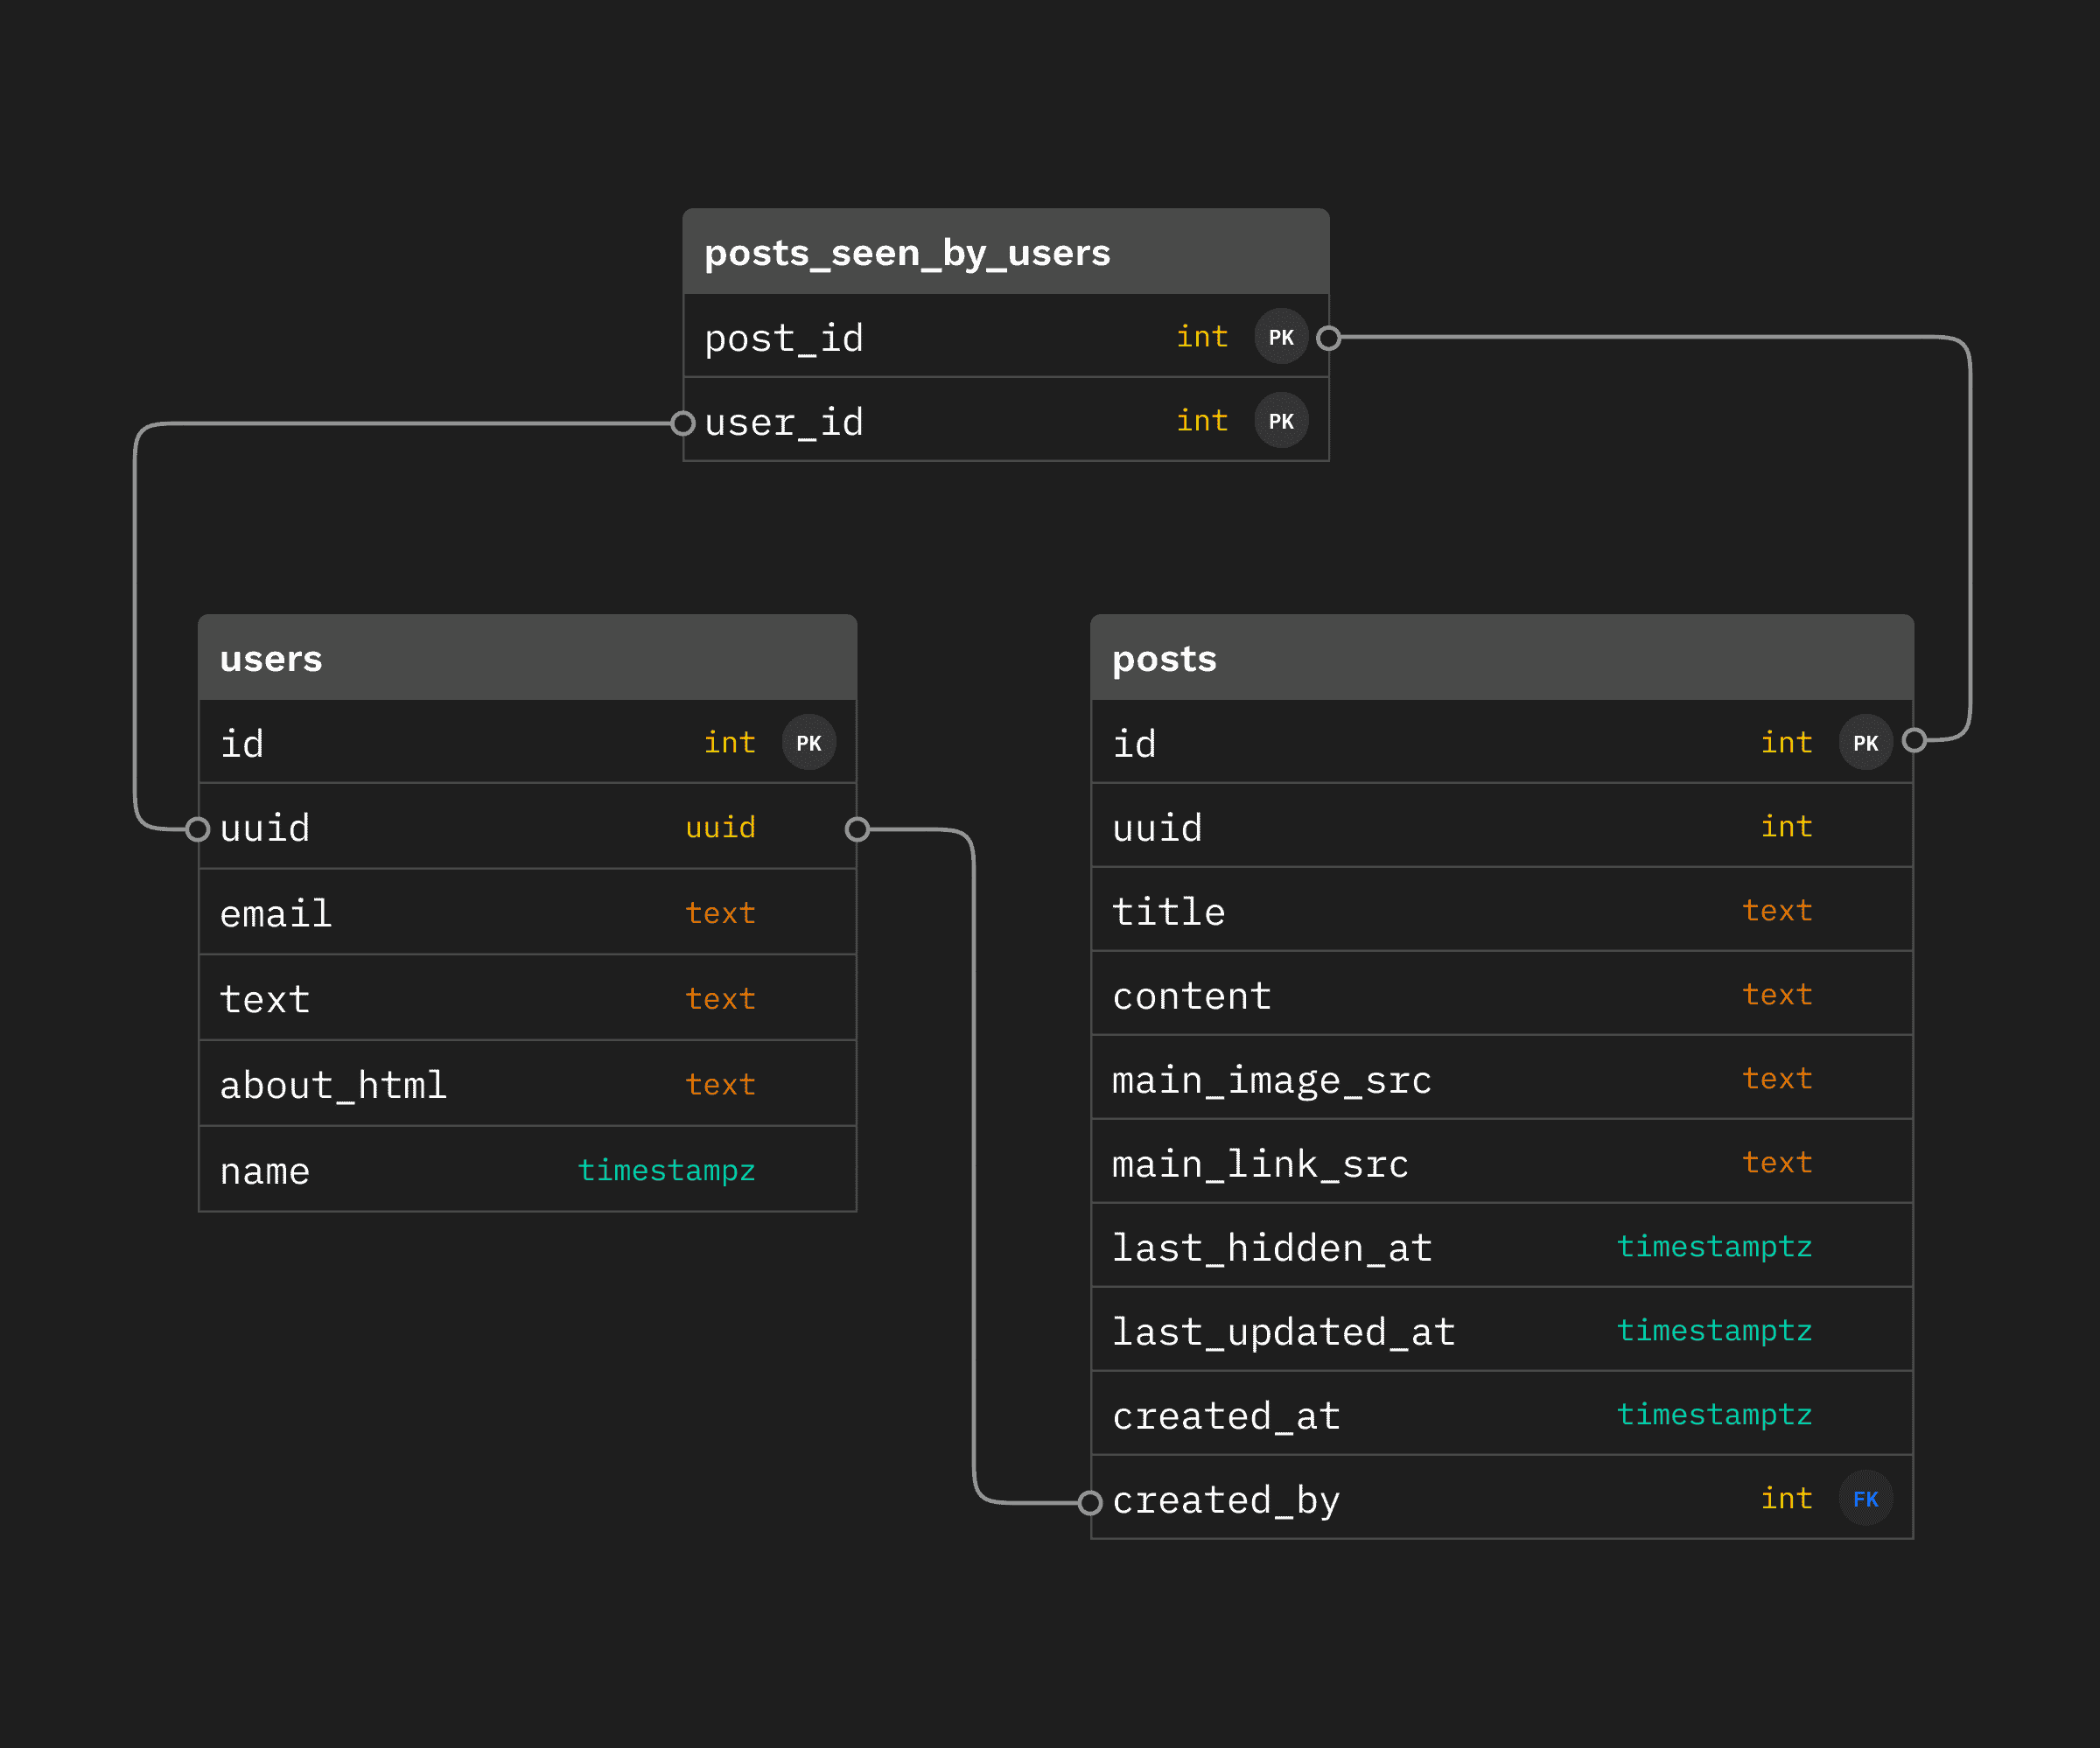 posts_seen_by_users
post_id int PK
user_id int PK
users
id int PK
uuid uuid
email text
text text
about_html text
name timestampz
posts
id int PK
uuid int
title text
content text
main_image_src text
main_link_src text
last_hidden_at timestamptz
last_updated_at timestamptz
created_at timestamptz
created_by int FK